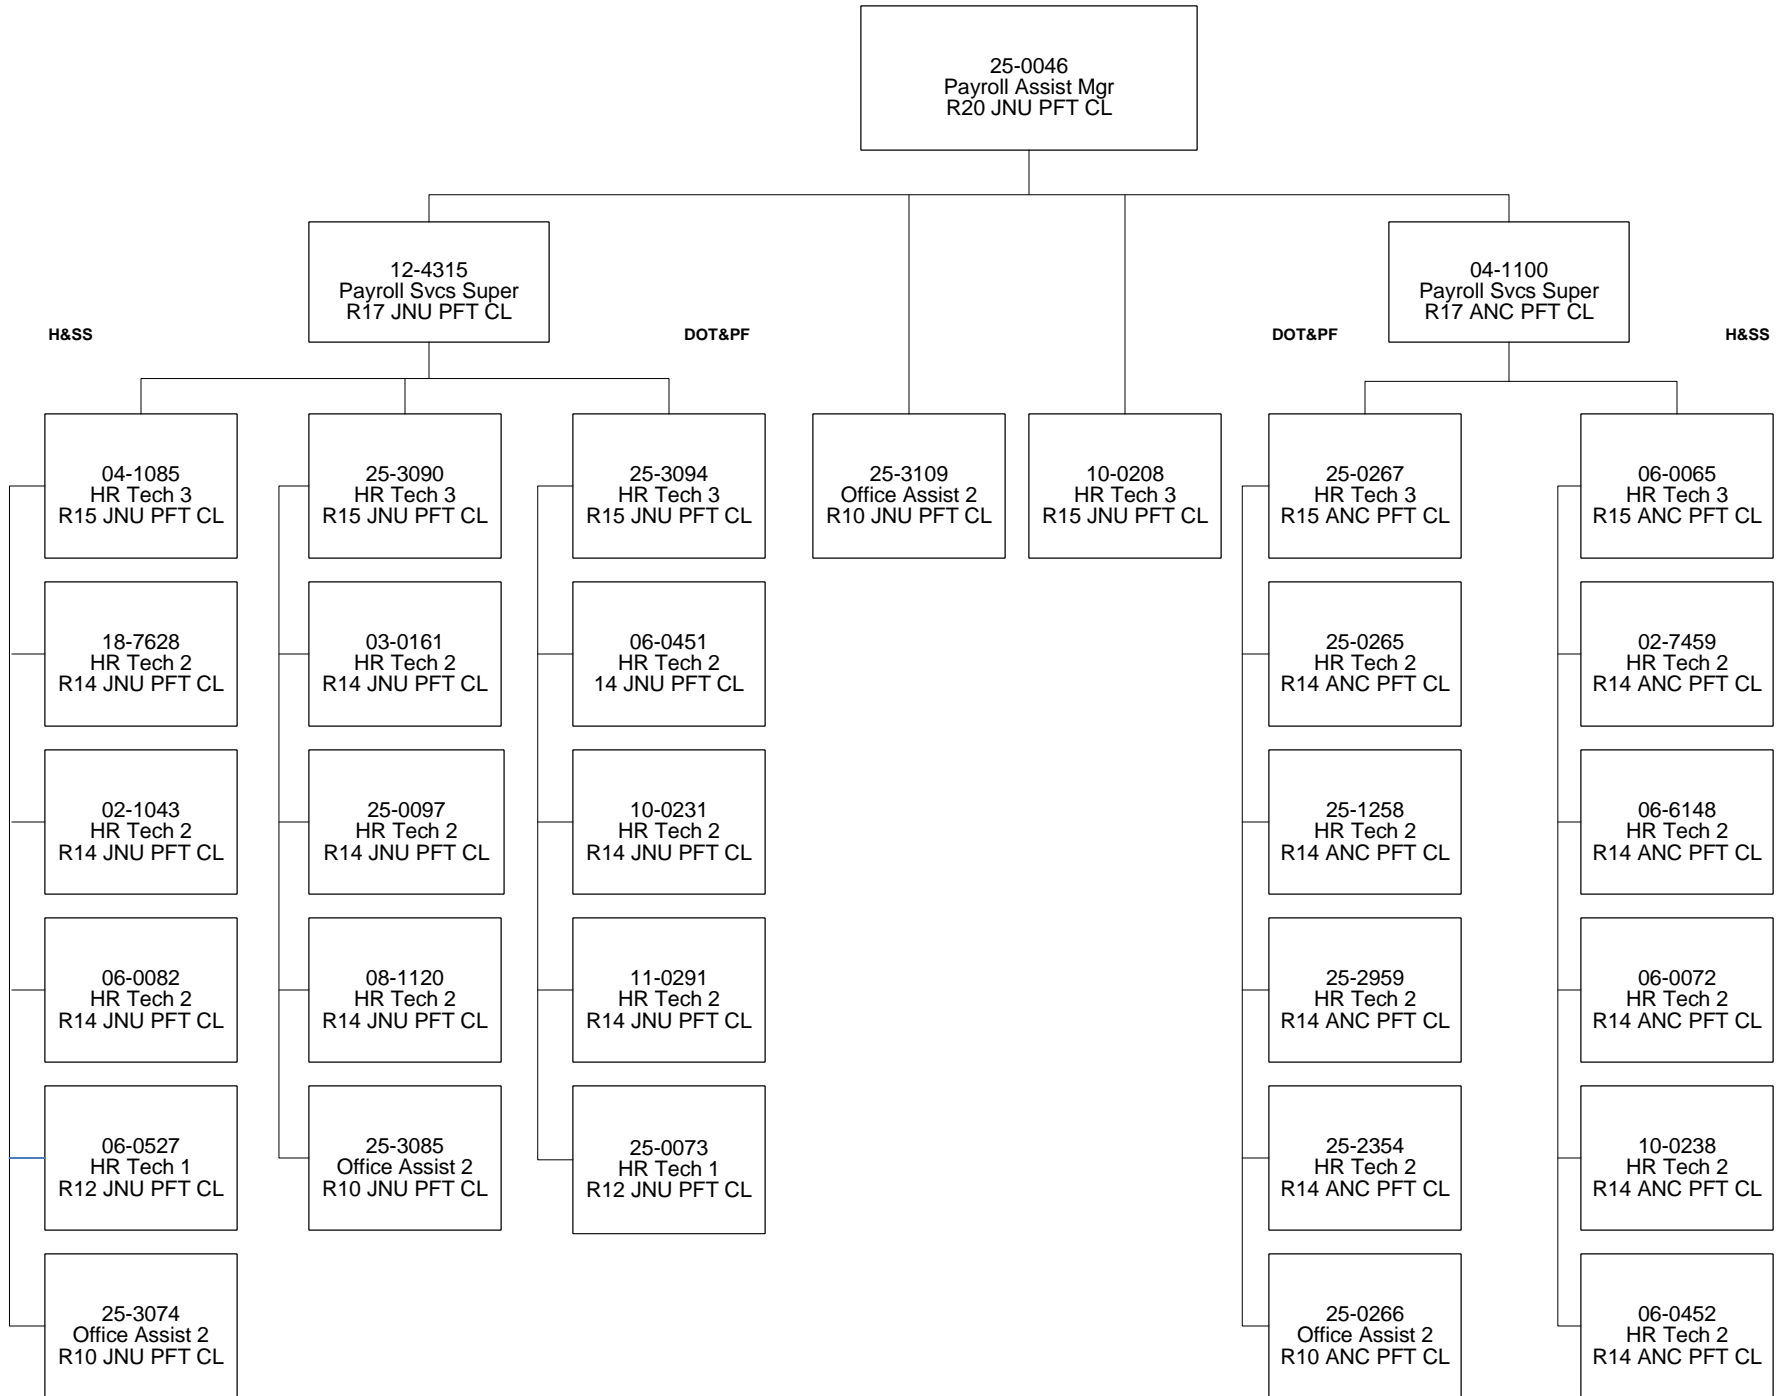 25-0046
Payroll Assist Mgr
R20 JNU PFT CL
12-4315
Payroll Svcs Super
R17 JNU PFT CL
04-1100
Payroll Svcs Super
R17 ANC PFT CL
H&SS
DOT&PF
DOT&PF
H&SS
04-1085
HR Tech 3
R15 JNU PFT CL
25-3090
HR Tech 3
R15 JNU PFT CL
25-3094
HR Tech 3
R15 JNU PFT CL
25-3109
Office Assist 2
R10 JNU PFT CL
10-0208
HR Tech 3
R15 JNU PFT CL
25-0267
HR Tech 3
R15 ANC PFT CL
06-0065
HR Tech 3
R15 ANC PFT CL
18-7628
HR Tech 2
R14 JNU PFT CL
03-0161
HR Tech 2
R14 JNU PFT CL
06-0451
HR Tech 2
14 JNU PFT CL
25-0265
HR Tech 2
R14 ANC PFT CL
02-7459
HR Tech 2
R14 ANC PFT CL
02-1043
HR Tech 2
R14 JNU PFT CL
25-0097
HR Tech 2
R14 JNU PFT CL
10-0231
HR Tech 2
R14 JNU PFT CL
25-1258
HR Tech 2
R14 ANC PFT CL
06-6148
HR Tech 2
R14 ANC PFT CL
06-0082
HR Tech 2
R14 JNU PFT CL
08-1120
HR Tech 2
R14 JNU PFT CL
11-0291
HR Tech 2
R14 JNU PFT CL
25-2959
HR Tech 2
R14 ANC PFT CL
06-0072
HR Tech 2
R14 ANC PFT CL
06-0527
HR Tech 1
R12 JNU PFT CL
25-3085
Office Assist 2
R10 JNU PFT CL
25-0073
HR Tech 1
R12 JNU PFT CL
25-2354
HR Tech 2
R14 ANC PFT CL
10-0238
HR Tech 2
R14 ANC PFT CL
25-3074
Office Assist 2
R10 JNU PFT CL
25-0266
Office Assist 2
R10 ANC PFT CL
06-0452
HR Tech 2
R14 ANC PFT CL